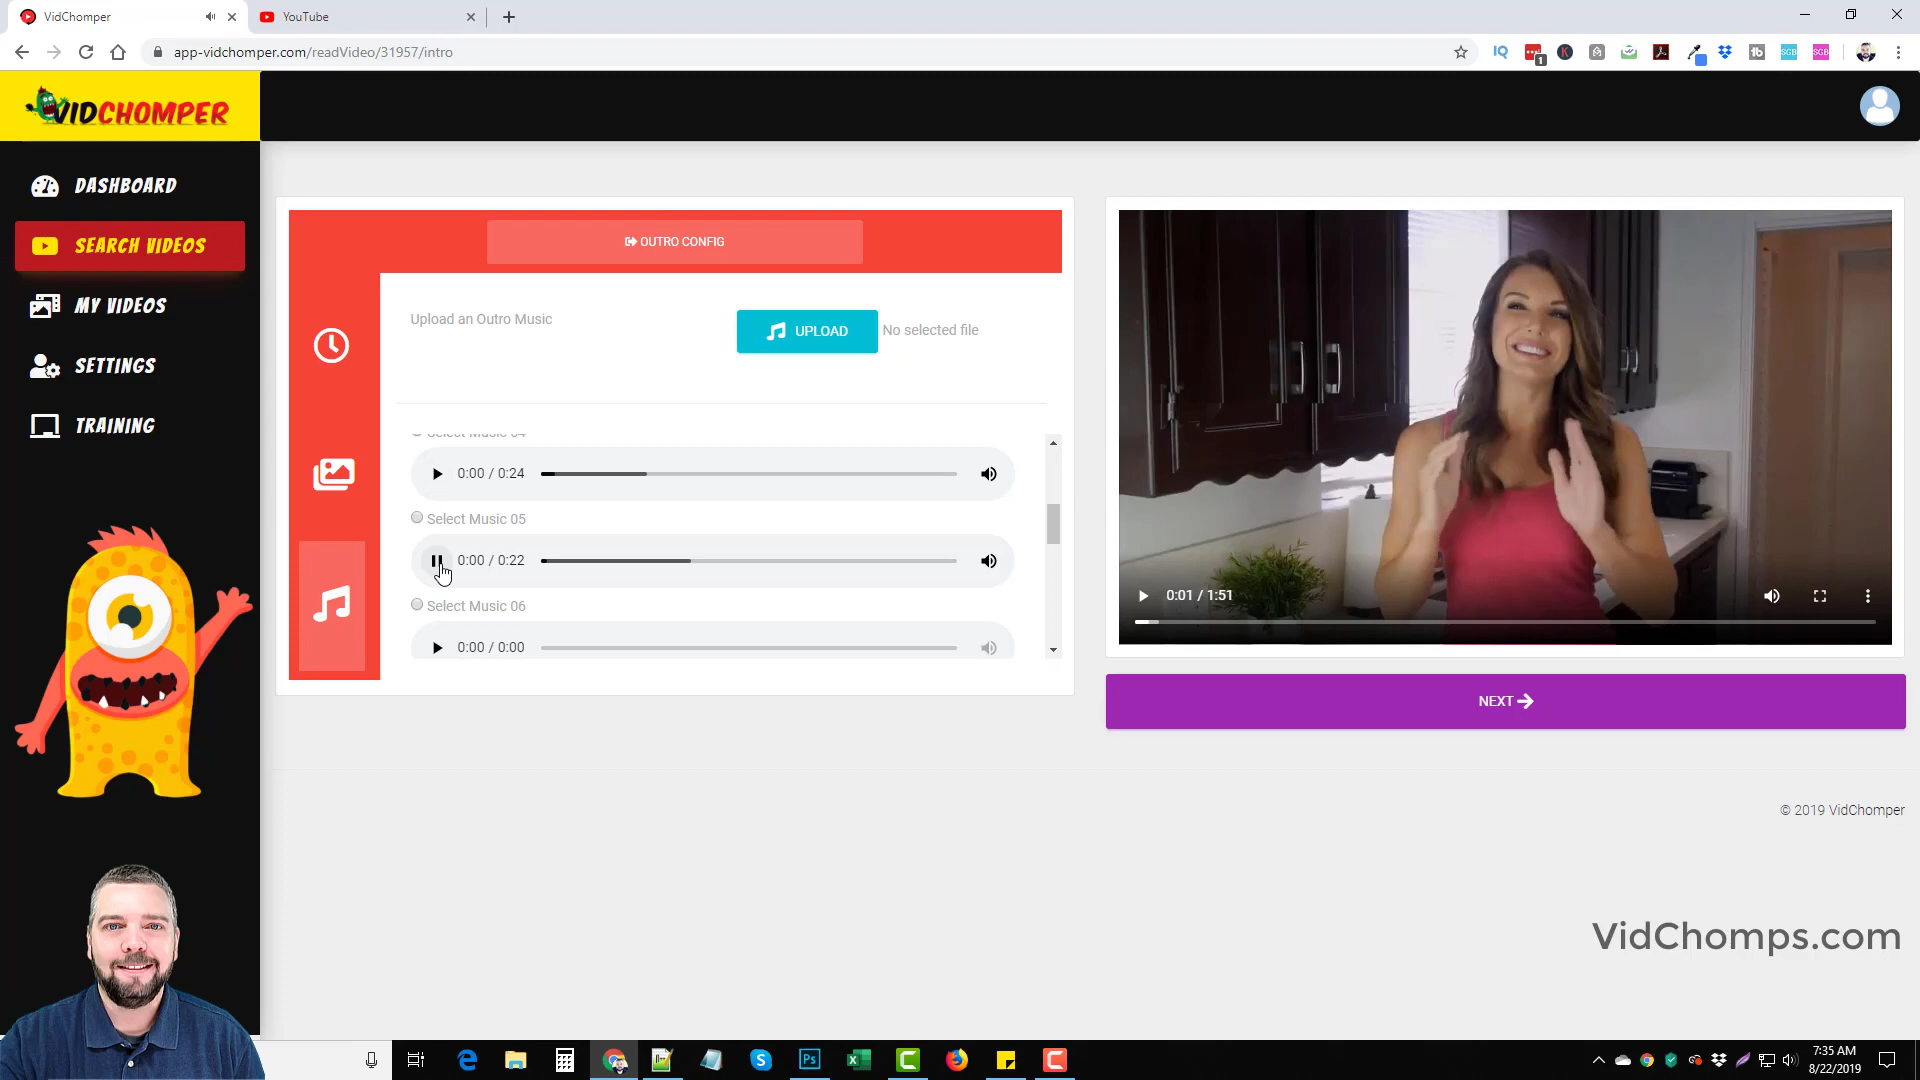 VidChomper
YouTube
app-vidchomper.com/readVideo/31957/intro
VIDCHOMPER
DASHBOARD
SEARCH VIDEOS
MY VIDEOS
SETTINGS
TRAINING
OUTRO CONFIG
Upload an Outro Music
UPLOAD
No selected file
Select Music 04
0:00 / 0:24
Select Music 05
0:00 / 0:22
Select Music 06
0:00 / 0:00
0:01 / 1:51
NEXT
© 2019 VidChomper
VidChomps.com
7:35 AM
8/22/2019